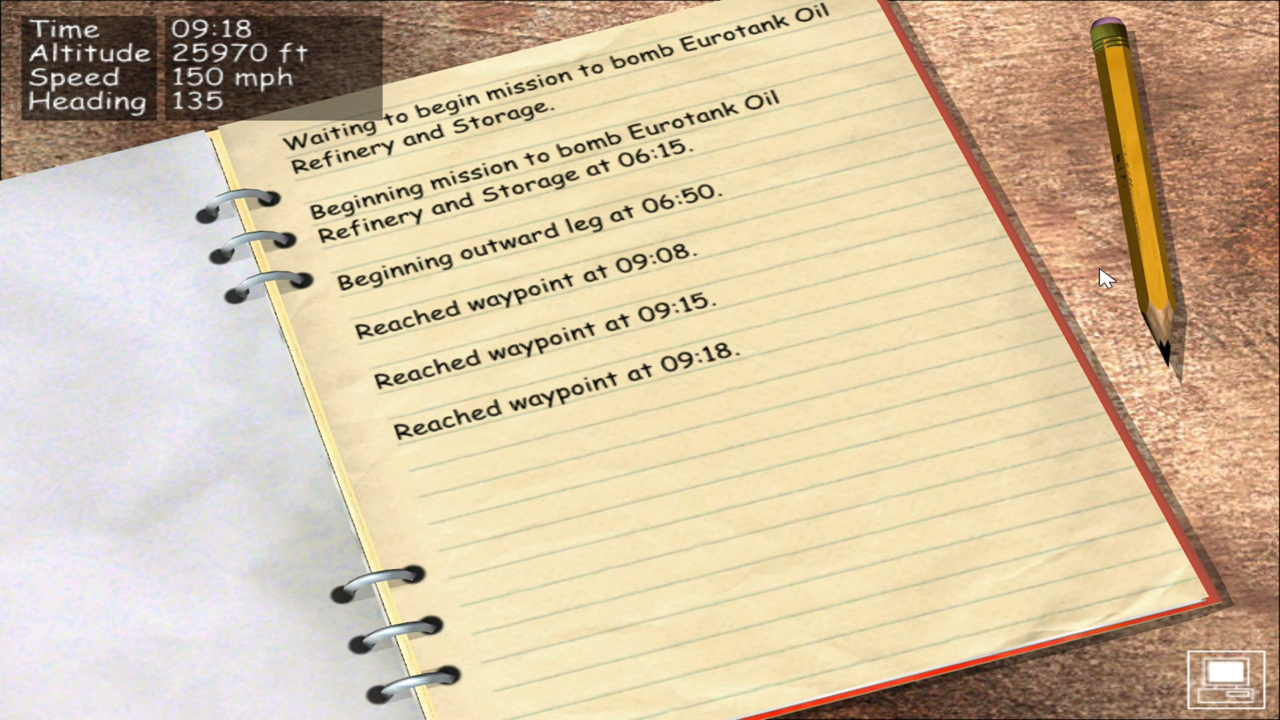 Time 09:18
Altitude 25970 ft
Speed 150 mph
Heading 135
Waiting to begin mission to bomb Eurotank Oil
Refinery and Storage.
Beginning mission to bomb Eurotank Oil
Refinery and Storage at 06:15.
Beginning outward leg at 06:50.
Reached waypoint at 09:08.
Reached waypoint at 09:15.
Reached waypoint at 09:18.